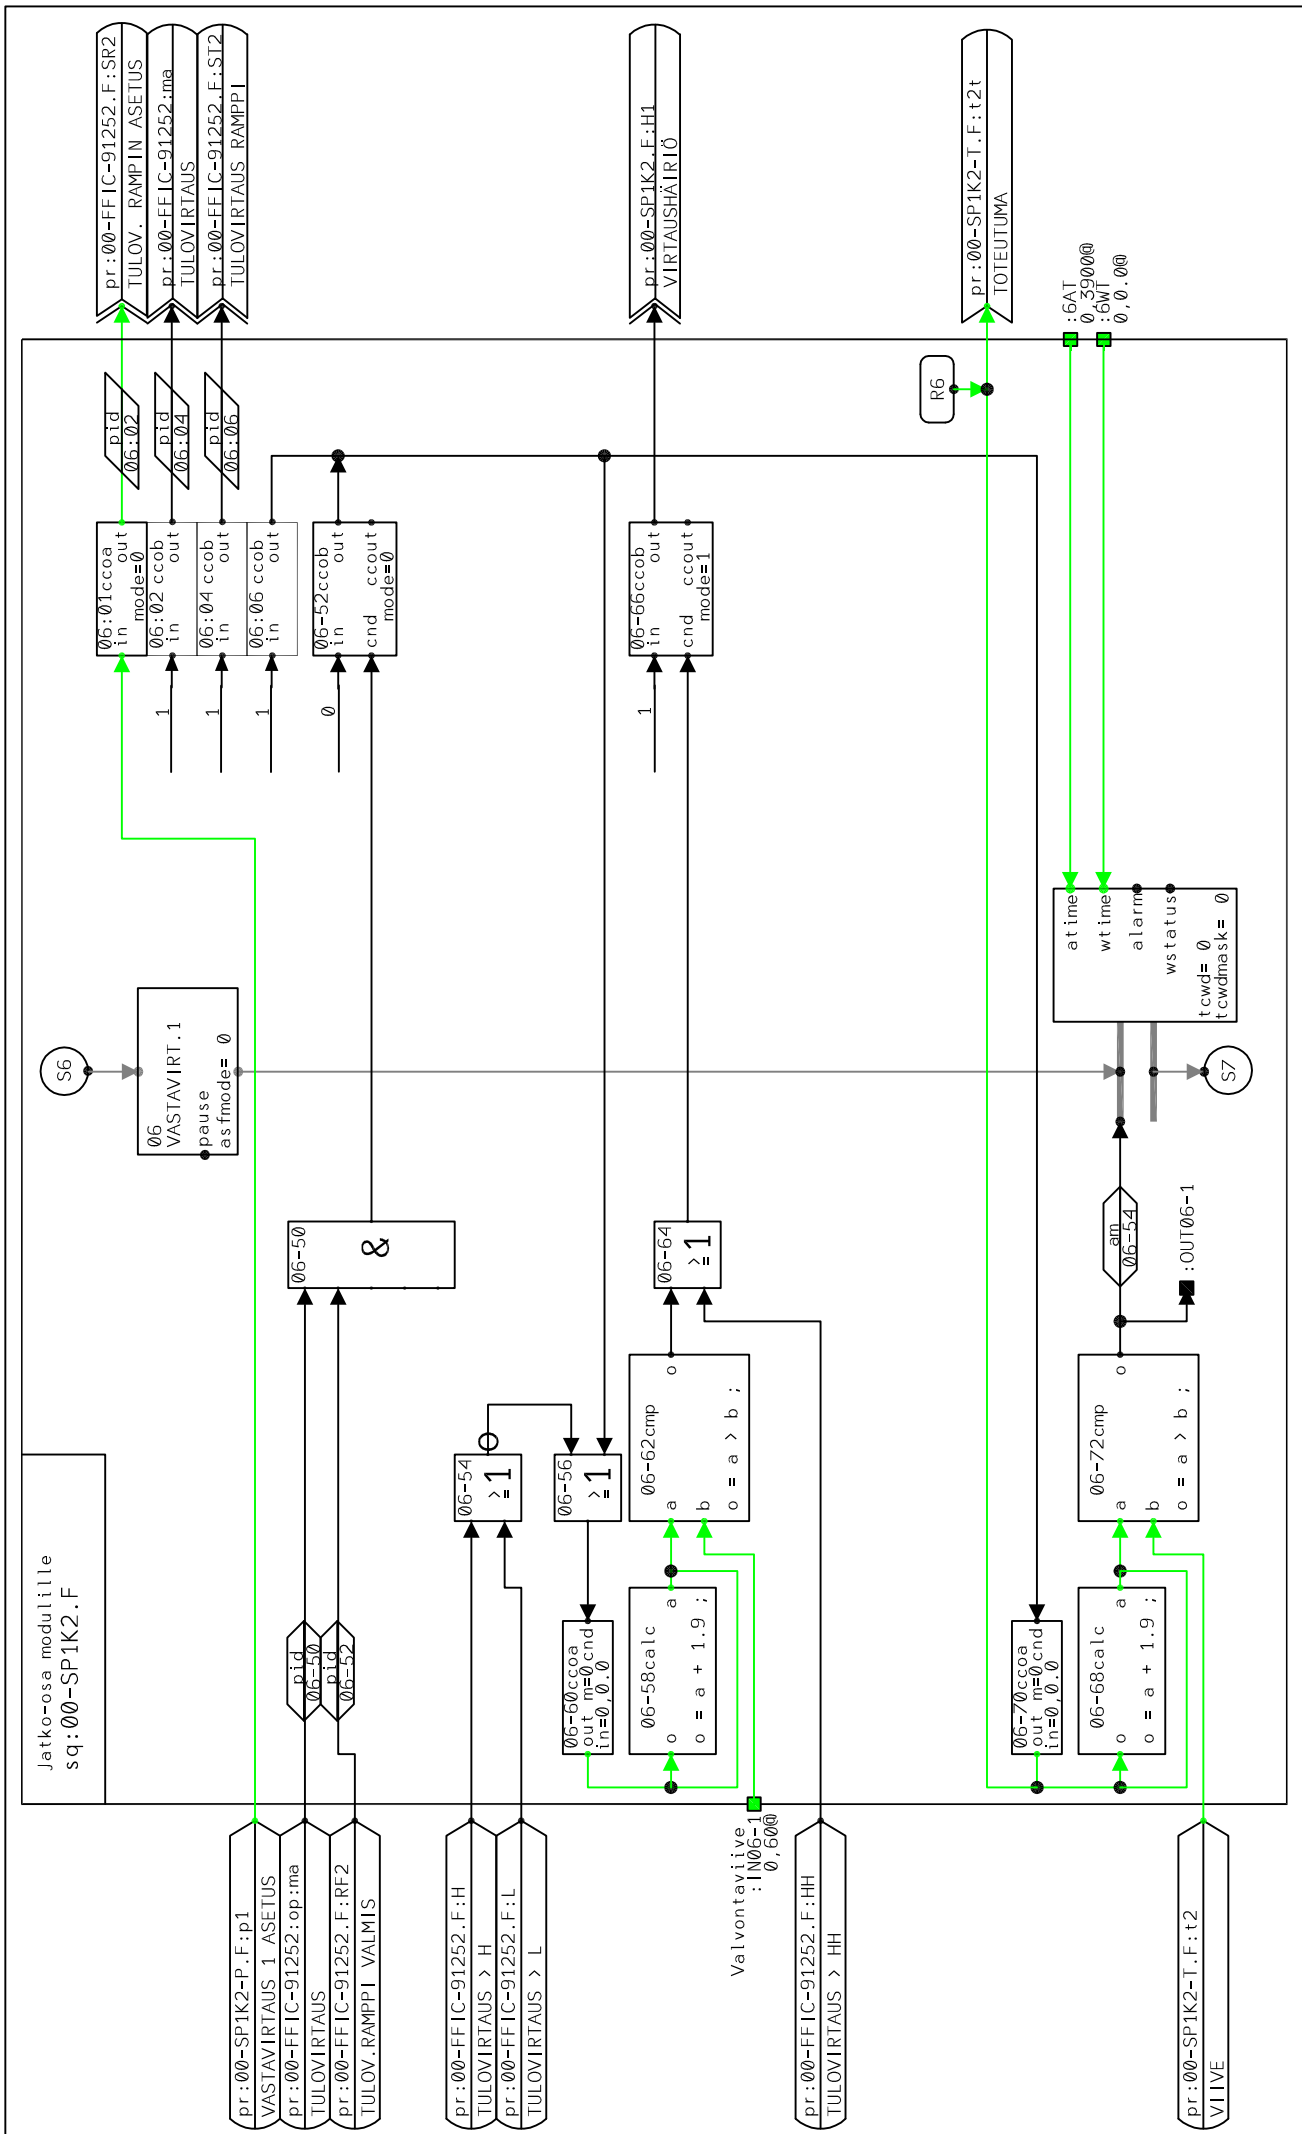 Jatko-osa modulille
sq:00-SP1K2.F
pr:00-SP1K2-P.F:p1
VASTAVIRTAUS 1 ASETUS
pr:00-FFIC-91252:op:ma
TULOVIRTAUS
pr:00-FFIC-91252.F:RF2
TULOV.RAMPPI VALMIS
pr:00-FFIC-91252.F:H
TULOVIRTAUS > H
pr:00-FFIC-91252.F:L
TULOVIRTAUS > L
Valvontaviive
:IN06-1
0,600
pr:00-FFIC-91252.F:HH
TULOVIRTAUS > HH
pr:00-SP1K2-T.F:t2
VIIVE
pid
06-50
pid
06-52
06-50
&
06-54
≥1
06-56
≥1
06-60ccoa
out m=0cnd
in=0,0.0
06-58calc
o a
o = a + 1.9 ;
06-62cmp
a o
b
o = a > b ;
06-64
≥1
06-70ccoa
out m=0cnd
in=0,0.0
06-68calc
o a
o = a + 1.9 ;
06-72cmp
a o
b
o = a > b ;
am
06-54
:OUT06-1
S6
06
VASTAVIRT.1
pause
asfmode= 0
atime
wtime
alarm
wstatus
tcwd= 0
tcwdmask= 0
S7
1
1
1
0
1
06:01ccoa
in out
mode=0
06:02 ccob
in out
06:04 ccob
in out
06:06 ccob
in out
06-52ccob
in out
cnd ccout
mode=0
06-66ccob
in out
cnd ccout
mode=1
pid
06:02
pid
06:04
pid
06:06
R6
pr:00-FFIC-91252.F:SR2
TULOV. RAMPIN ASETUS
pr:00-FFIC-91252:ma
TULOVIRTAUS
pr:00-FFIC-91252.F:ST2
TULOVIRTAUS RAMPPI
pr:00-SP1K2.F:H1
VIRTAUSHÄIRIÖ
pr:00-SP1K2-T.F:t2t
TOTEUTUMA
:6AT
0,3900@
:6WT
0,0.0@